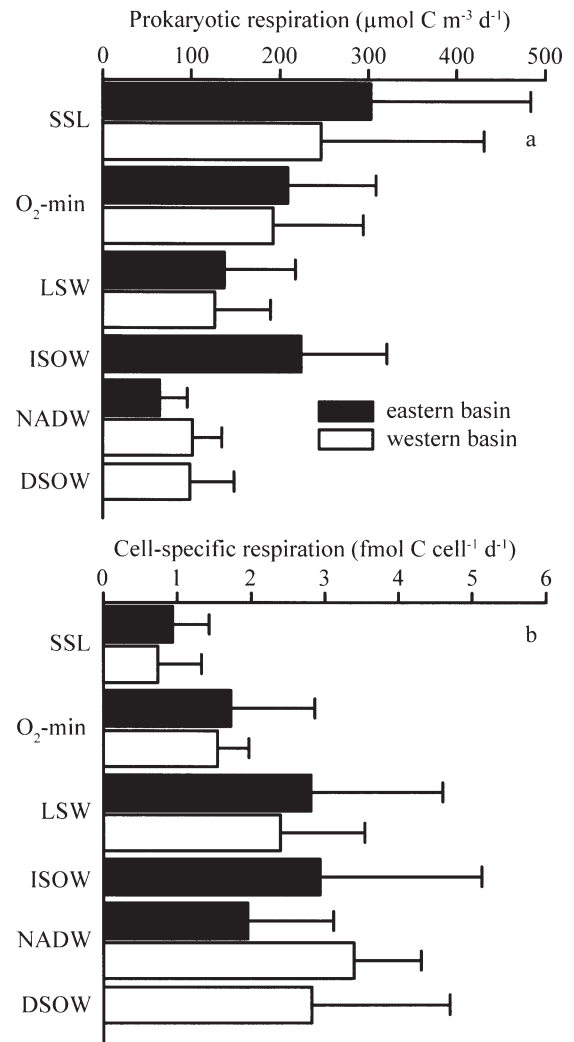 Prokaryotic respiration (µmol C m⁻³ d⁻¹)
0 100 200 300 400 500
SSL
a
O₂-min
LSW
ISOW
NADW
eastern basin
western basin
DSOW
Cell-specific respiration (fmol C cell⁻¹ d⁻¹)
0 1 2 3 4 5 6
SSL
b
O₂-min
LSW
ISOW
NADW
DSOW